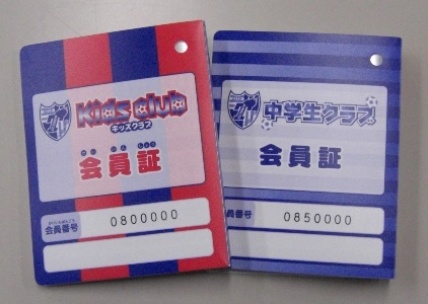 Kids club
キッズクラブ
会員証
会員番号
0800000
中学生クラブ
会員証
会員番号
0850000